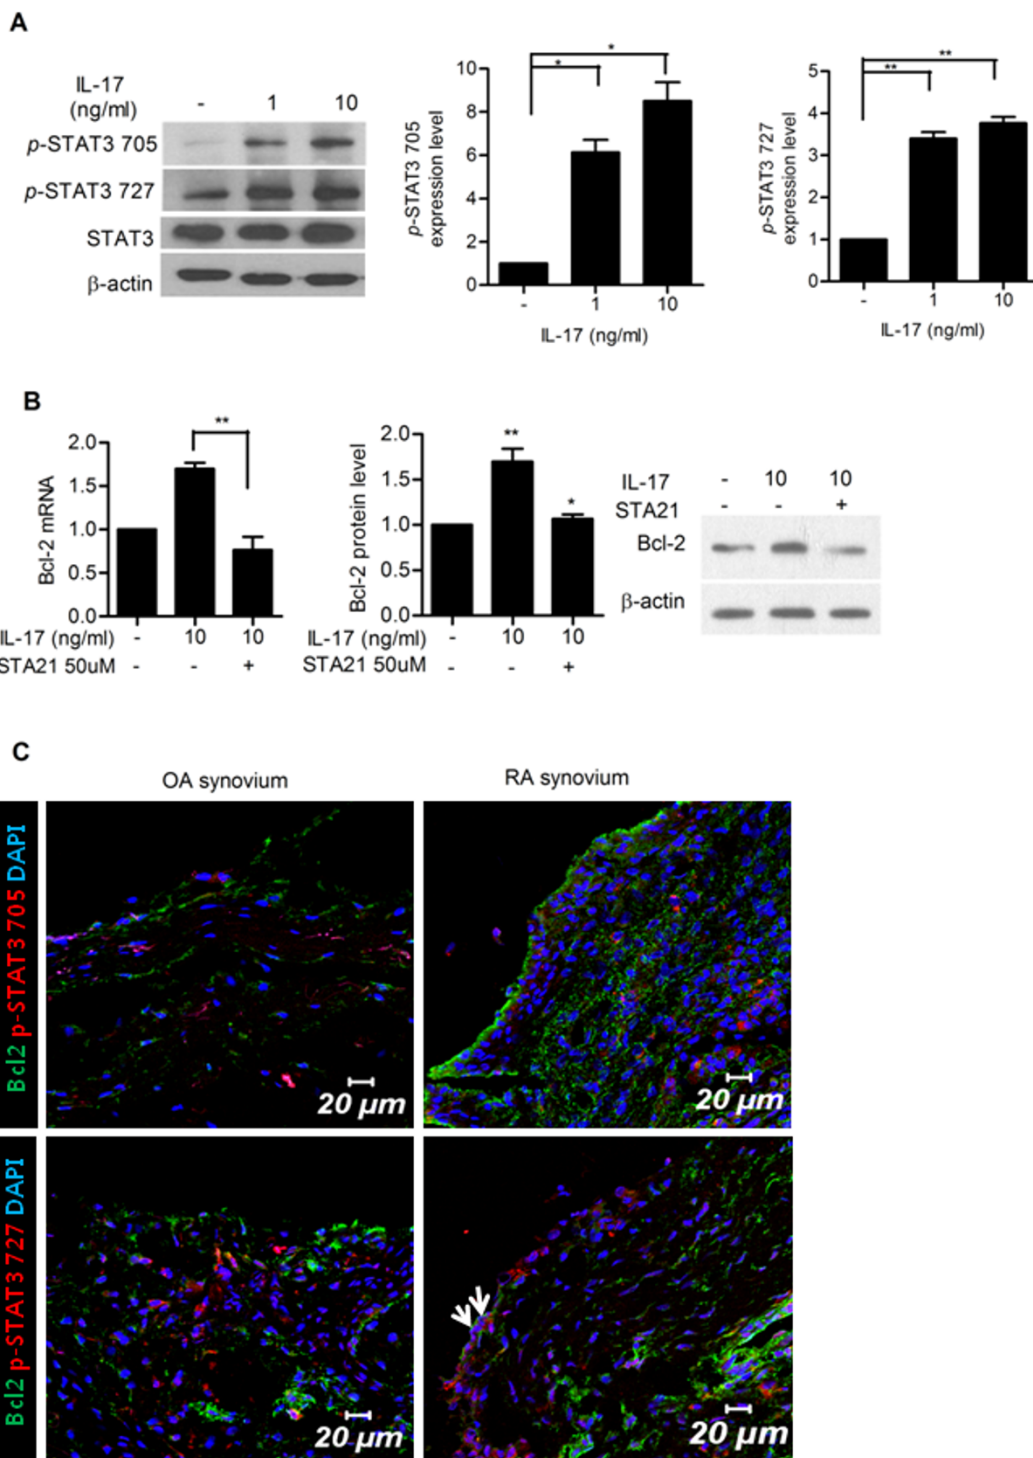 A
IL-17
(ng/ml)
- 1 10
p-STAT3 705
p-STAT3 727
STAT3
β-actin
p-STAT3 705
expression level
10
8
6
4
2
0
* *
- 1 10
IL-17 (ng/ml)
p-STAT3 727
expression level
5
4
3
2
1
0
** **
- 1 10
IL-17 (ng/ml)
B
Bcl-2 mRNA
2.0
1.5
1.0
0.5
0.0
**
IL-17 (ng/ml) - 10 10
STA21 50uM - - +
Bcl-2 protein level
2.0
1.5
1.0
0.5
0.0
**
*
IL-17 (ng/ml) - 10 10
STA21 50uM - - +
IL-17 - 10 10
STA21 - - +
Bcl-2
β-actin
C
OA synovium
RA synovium
Bcl2 p-STAT3 705 DAPI
20 µm
20 µm
Bcl2 p-STAT3 727 DAPI
20 µm
20 µm